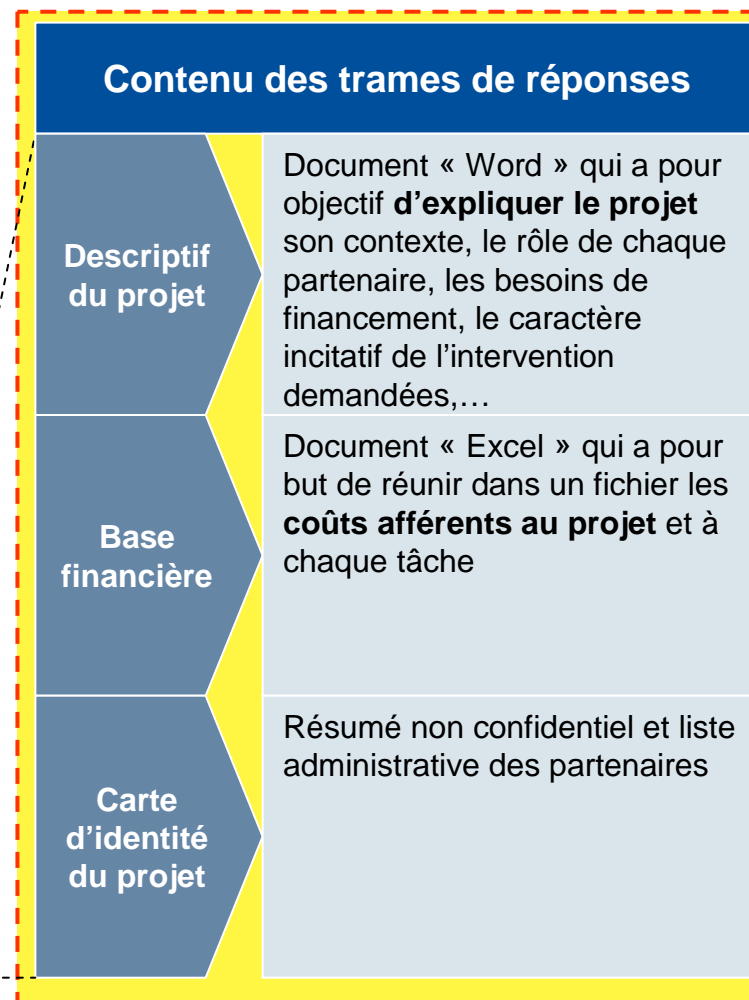 Contenu des trames de réponses
Descriptif
du projet
Document « Word » qui a pour
objectif d'expliquer le projet
son contexte, le rôle de chaque
partenaire, les besoins de
financement, le caractère
incitatif de l'intervention
demandées,…
Base
financière
Document « Excel » qui a pour
but de réunir dans un fichier les
coûts afférents au projet et à
chaque tâche
Carte
d'identité
du projet
Résumé non confidentiel et liste
administrative des partenaires